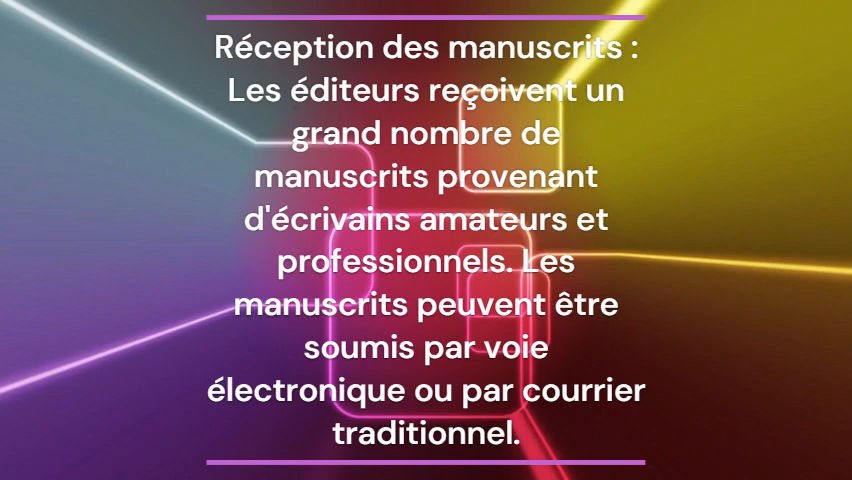 Réception des manuscrits :
Les éditeurs reçoivent un
grand nombre de
manuscrits provenant
d'écrivains amateurs et
professionnels. Les
manuscrits peuvent être
soumis par voie
électronique ou par courrier
traditionnel.